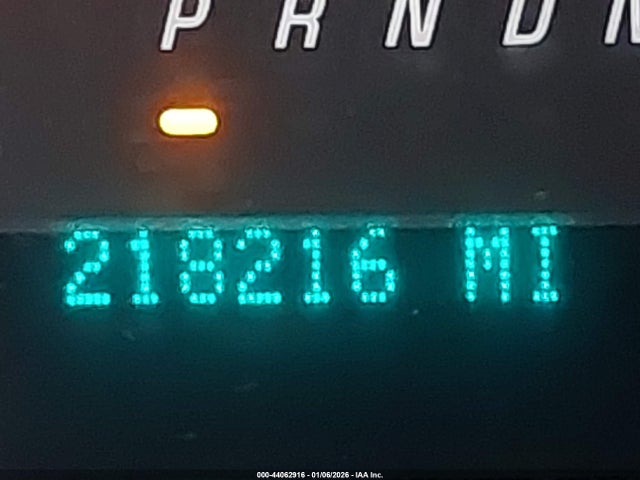 P R N D
218216 MI
000-44062916 - 01/06/2026 - IAA Inc.